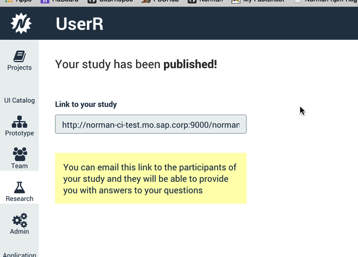 UserR
Projects
UI Catalog
Prototype
Team
Research
Admin
Application
Your study has been published!
Link to your study
http://norman-ci-test.mo.sap.corp:9000/normar
You can email this link to the participants of
your study and they will be able to provide
you with answers to your questions